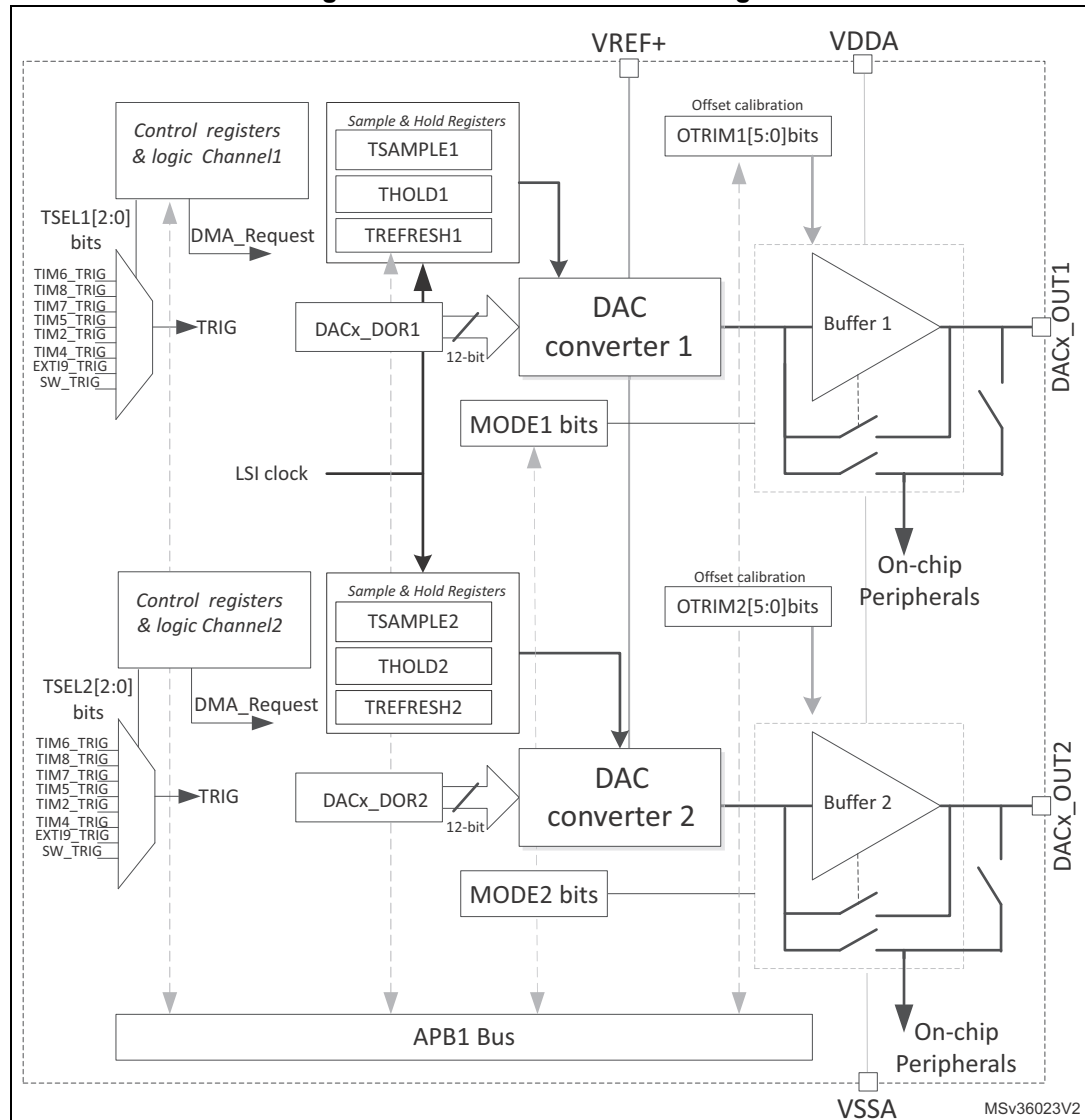 VREF+
VDDA
Control registers
& logic Channel1
Sample & Hold Registers
TSAMPLE1
THOLD1
TREFRESH1
Offset calibration
OTRIM1[5:0]bits
TSEL1[2:0]
bits
DMA_Request
TIM6_TRIG
TIM8_TRIG
TIM7_TRIG
TIM5_TRIG
TIM2_TRIG
TIM4_TRIG
EXTI9_TRIG
SW_TRIG
TRIG
DACx_DOR1
12-bit
DAC
converter 1
Buffer 1
DACx_OUT1
MODE1 bits
LSI clock
On-chip
Peripherals
Control registers
& logic Channel2
Sample & Hold Registers
TSAMPLE2
THOLD2
TREFRESH2
Offset calibration
OTRIM2[5:0]bits
TSEL2[2:0]
bits
DMA_Request
TIM6_TRIG
TIM8_TRIG
TIM7_TRIG
TIM5_TRIG
TIM2_TRIG
TIM4_TRIG
EXTI9_TRIG
SW_TRIG
TRIG
DACx_DOR2
12-bit
DAC
converter 2
Buffer 2
DACx_OUT2
MODE2 bits
On-chip
Peripherals
APB1 Bus
VSSA
MSv36023V2